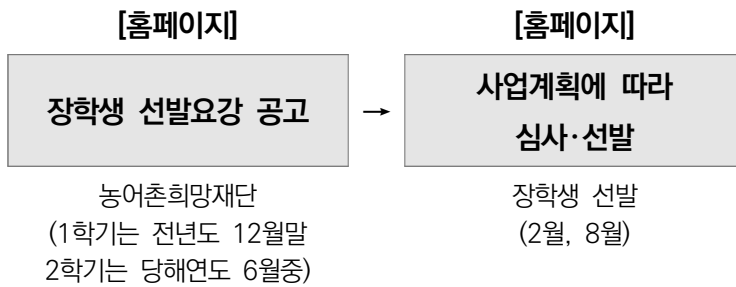 [홈페이지]
장학생 선발요강 공고
농어촌희망재단
(1학기는 전년도 12월말
2학기는 당해연도 6월중)
→
[홈페이지]
사업계획에 따라
심사·선발
장학생 선발
(2월, 8월)